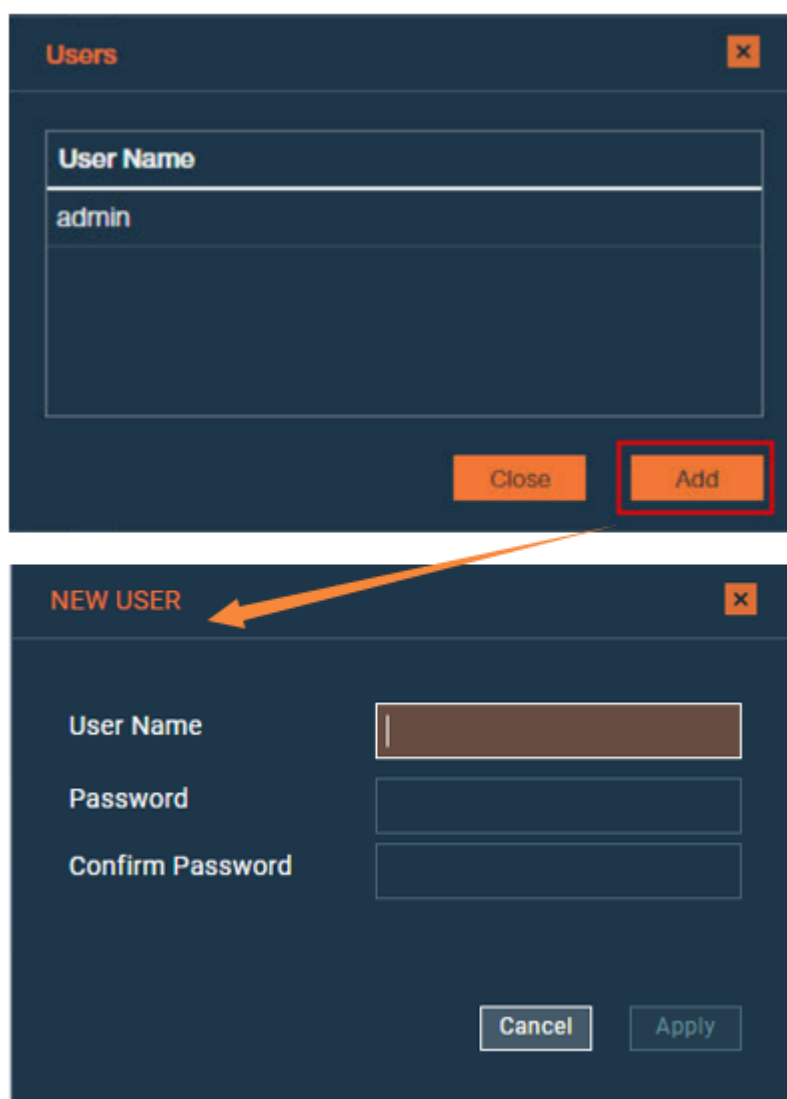 Users
User Name
admin
Close Add
NEW USER
User Name
Password
Confirm Password
Cancel Apply